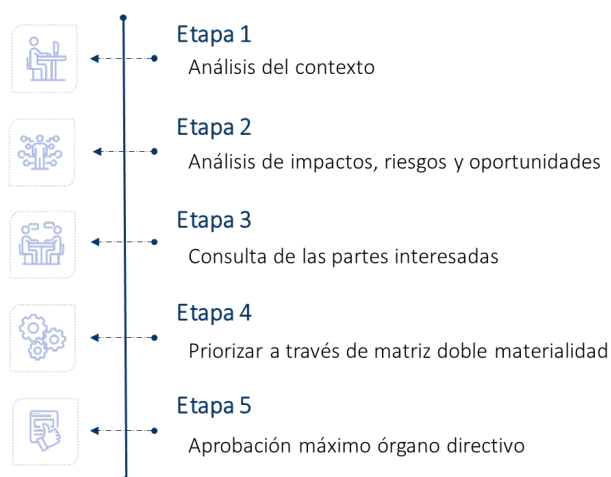 Etapa 1
Análisis del contexto
Etapa 2
Análisis de impactos, riesgos y oportunidades
Etapa 3
Consulta de las partes interesadas
Etapa 4
Priorizar a través de matriz doble materialidad
Etapa 5
Aprobación máximo órgano directivo